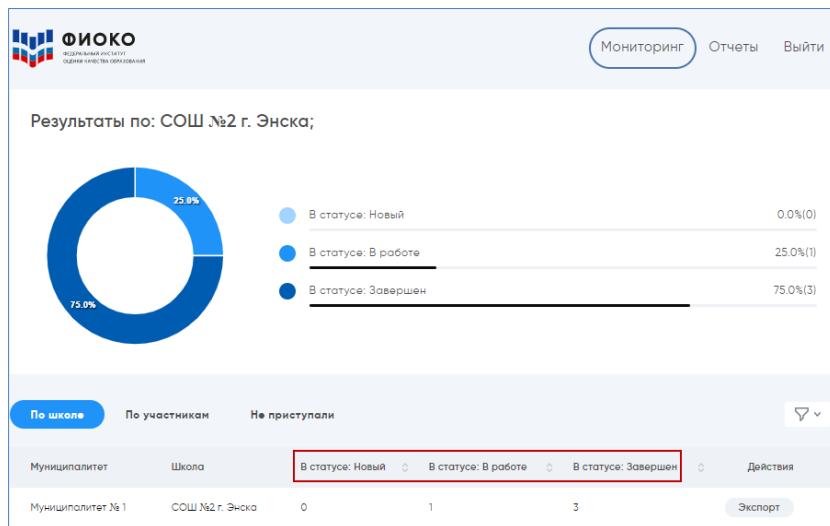 ФИОКО
ФЕДЕРАЛЬНЫЙ ИНСТИТУТ
ОЦЕНКИ КАЧЕСТВА ОБРАЗОВАНИЯ
Мониторинг Отчеты Выйти
Результаты по: СОШ №2 г. Энска;
25.0%
75.0%
В статусе: Новый 0.0%(0)
В статусе: В работе 25.0%(1)
В статусе: Завершен 75.0%(3)
По школе По участникам Не приступали
Муниципалитет Школа В статусе: Новый В статусе: В работе В статусе: Завершен Действия
Муниципалитет № 1 СОШ №2 г. Энска 0 1 3 Экспорт